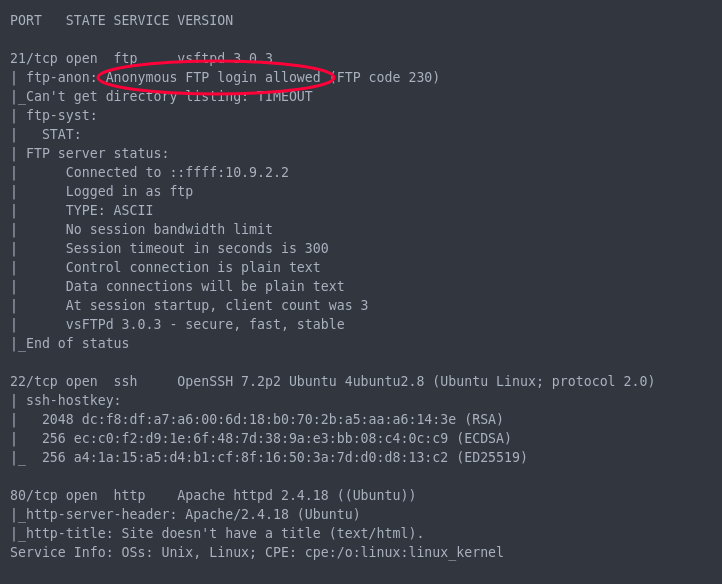 PORT   STATE SERVICE VERSION
21/tcp open  ftp     vsftpd 3.0.3
| ftp-anon: Anonymous FTP login allowed (FTP code 230)
|_Can't get directory listing: TIMEOUT
| ftp-syst:
|   STAT:
| FTP server status:
|      Connected to ::ffff:10.9.2.2
|      Logged in as ftp
|      TYPE: ASCII
|      No session bandwidth limit
|      Session timeout in seconds is 300
|      Control connection is plain text
|      Data connections will be plain text
|      At session startup, client count was 3
|      vsFTPd 3.0.3 - secure, fast, stable
|_End of status
22/tcp open  ssh     OpenSSH 7.2p2 Ubuntu 4ubuntu2.8 (Ubuntu Linux; protocol 2.0)
| ssh-hostkey:
|   2048 dc:f8:df:a7:a6:00:6d:18:b0:70:2b:a5:aa:a6:14:3e (RSA)
|   256 ec:c0:f2:d9:1e:6f:48:7d:38:9a:e3:bb:08:c4:0c:c9 (ECDSA)
|_  256 a4:1a:15:a5:d4:b1:cf:8f:16:50:3a:7d:d0:d8:13:c2 (ED25519)
80/tcp open  http    Apache httpd 2.4.18 ((Ubuntu))
|_http-server-header: Apache/2.4.18 (Ubuntu)
|_http-title: Site doesn't have a title (text/html).
Service Info: OSs: Unix, Linux; CPE: cpe:/o:linux:linux_kernel